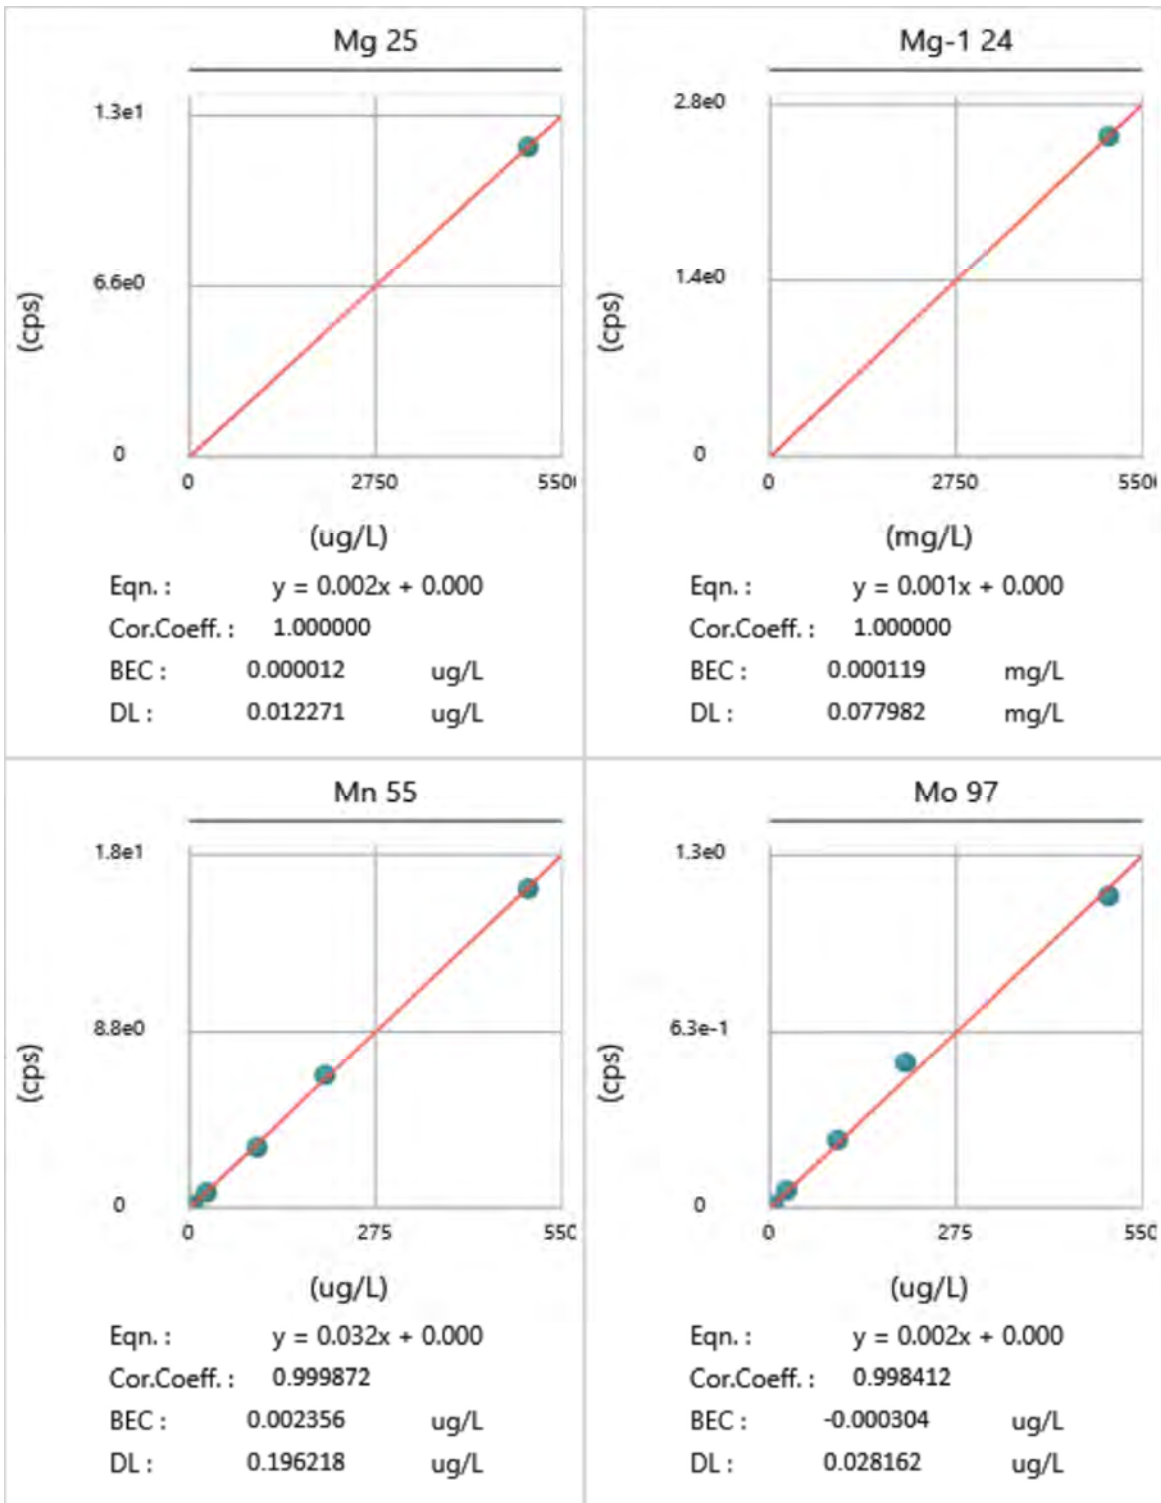 Mg 25
1.3e1
6.6e0
(cps)
0
0 2750 550
(ug/L)
Eqn. : y = 0.002x + 0.000
Cor.Coeff. : 1.000000
BEC : 0.000012 ug/L
DL : 0.012271 ug/L
Mg-1 24
2.8e0
1.4e0
(cps)
0
0 2750 550
(mg/L)
Eqn. : y = 0.001x + 0.000
Cor.Coeff. : 1.000000
BEC : 0.000119 mg/L
DL : 0.077982 mg/L
Mn 55
1.8e1
8.8e0
(cps)
0
0 275 550
(ug/L)
Eqn. : y = 0.032x + 0.000
Cor.Coeff. : 0.999872
BEC : 0.002356 ug/L
DL : 0.196218 ug/L
Mo 97
1.3e0
6.3e-1
(cps)
0
0 275 550
(ug/L)
Eqn. : y = 0.002x + 0.000
Cor.Coeff. : 0.998412
BEC : -0.000304 ug/L
DL : 0.028162 ug/L